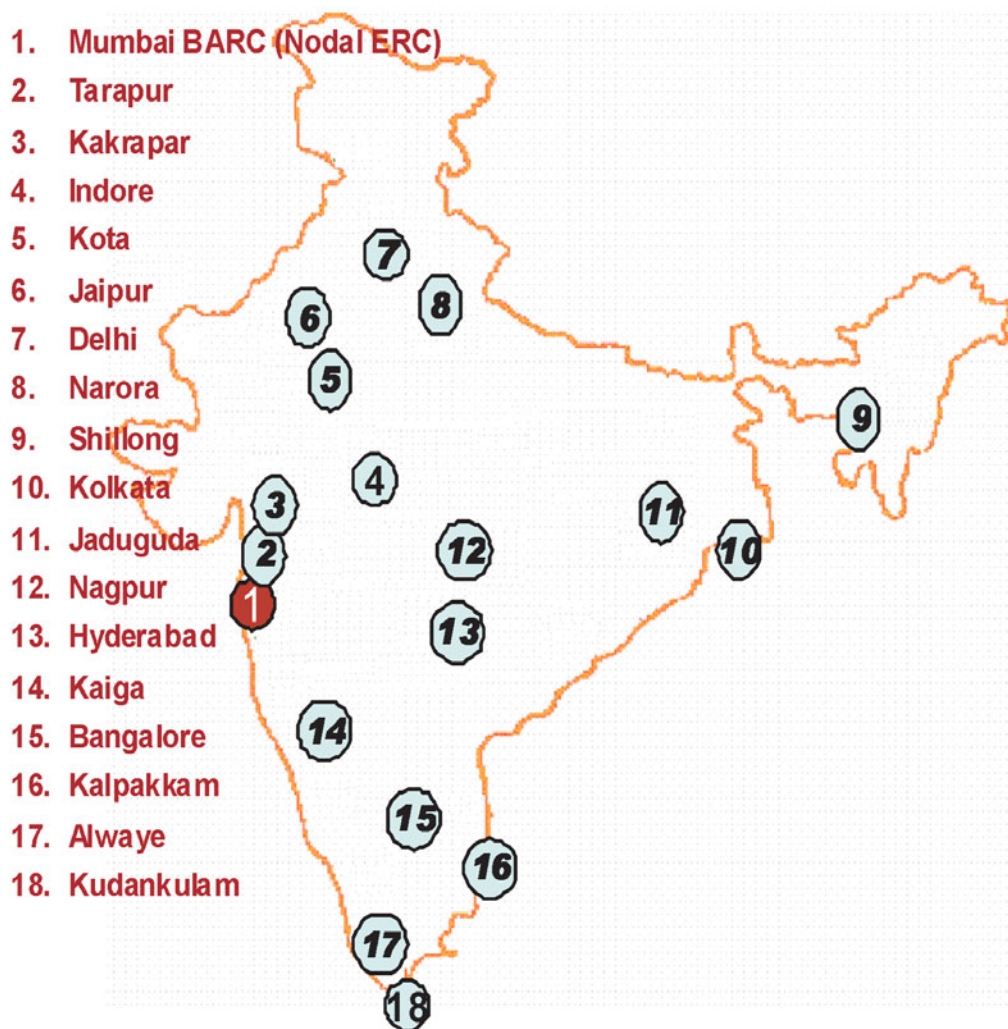 1. Mumbai BARC (Nodal ERC)
2. Tarapur
3. Kakrapar
4. Indore
5. Kota
6. Jaipur
7. Delhi
8. Narora
9. Shillong
10. Kolkata
11. Jaduguda
12. Nagpur
13. Hyderabad
14. Kaiga
15. Bangalore
16. Kalpakkam
17. Alwaye
18. Kudankulam
7
8
6
5
9
4
3
11
2
12
10
1
13
14
15
16
17
18